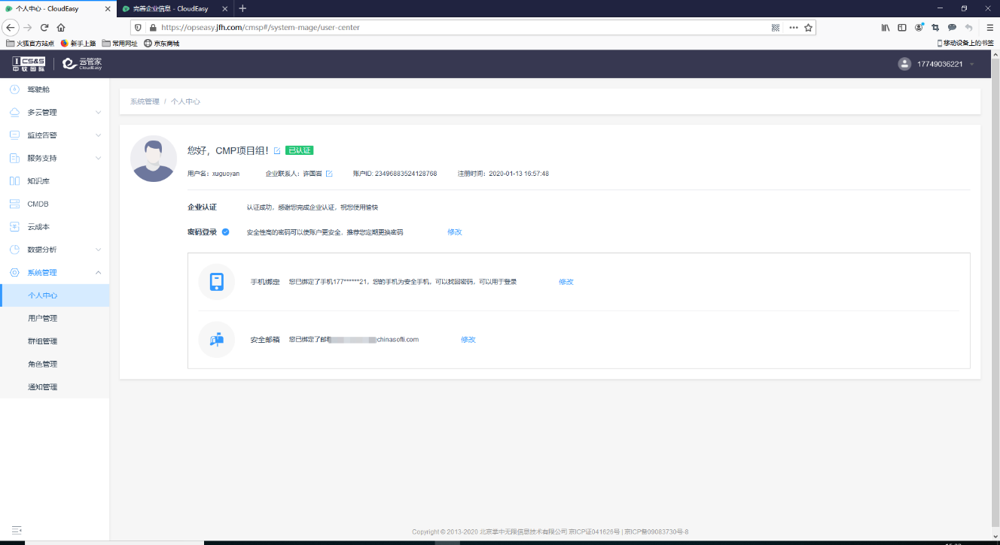 个人中心 - CloudEasy
完善企业信息 - CloudEasy
https://opseasy.jfh.com/cmsp#/system-mage/user-center
火狐官方站点 新手上路 常用网址 京东商城
移动设备上的书签
CS&S 中软国际
云管家 CloudEasy
17749036221
驾驶舱
多云管理
监控告警
服务支持
知识库
CMDB
云成本
数据分析
系统管理
个人中心
用户管理
群组管理
角色管理
通知管理
系统管理 / 个人中心
您好，CMP项目组！ 已认证
用户名：xuguoyan 企业联系人：许国岩 账户ID: 23496883524128768 注册时间：2020-01-13 16:57:48
企业认证 认证成功，感谢您完成企业认证，祝您使用愉快
密码登录 安全性高的密码可以使账户更安全，推荐您定期更换密码 修改
手机绑定 您已绑定了手机177******21，您的手机为安全手机，可以找回密码，可以用于登录 修改
安全邮箱 您已绑定了邮 chinasofti.com 修改
Copyright © 2013-2020 北京掌中无限信息技术有限公司 京ICP证041626号 | 京ICP备09083730号-8